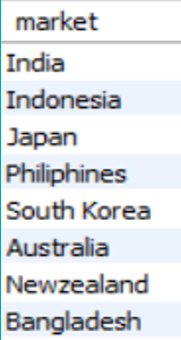 market
India
Indonesia
Japan
Philiphines
South Korea
Australia
Newzealand
Bangladesh